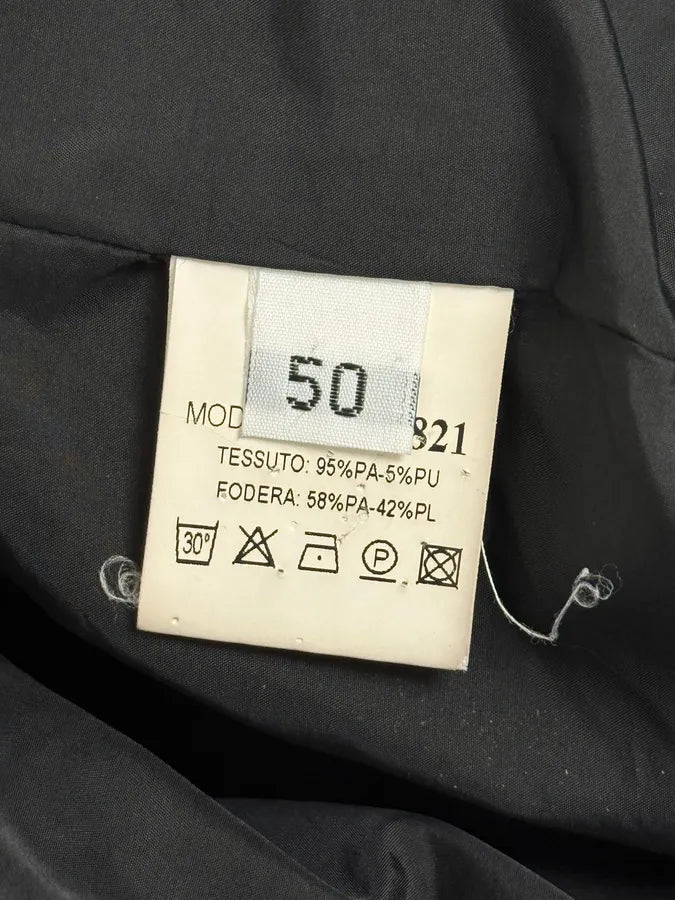 50
MOD 821
TESSUTO: 95%PA-5%PU
FODERA: 58%PA-42%PL
30° P